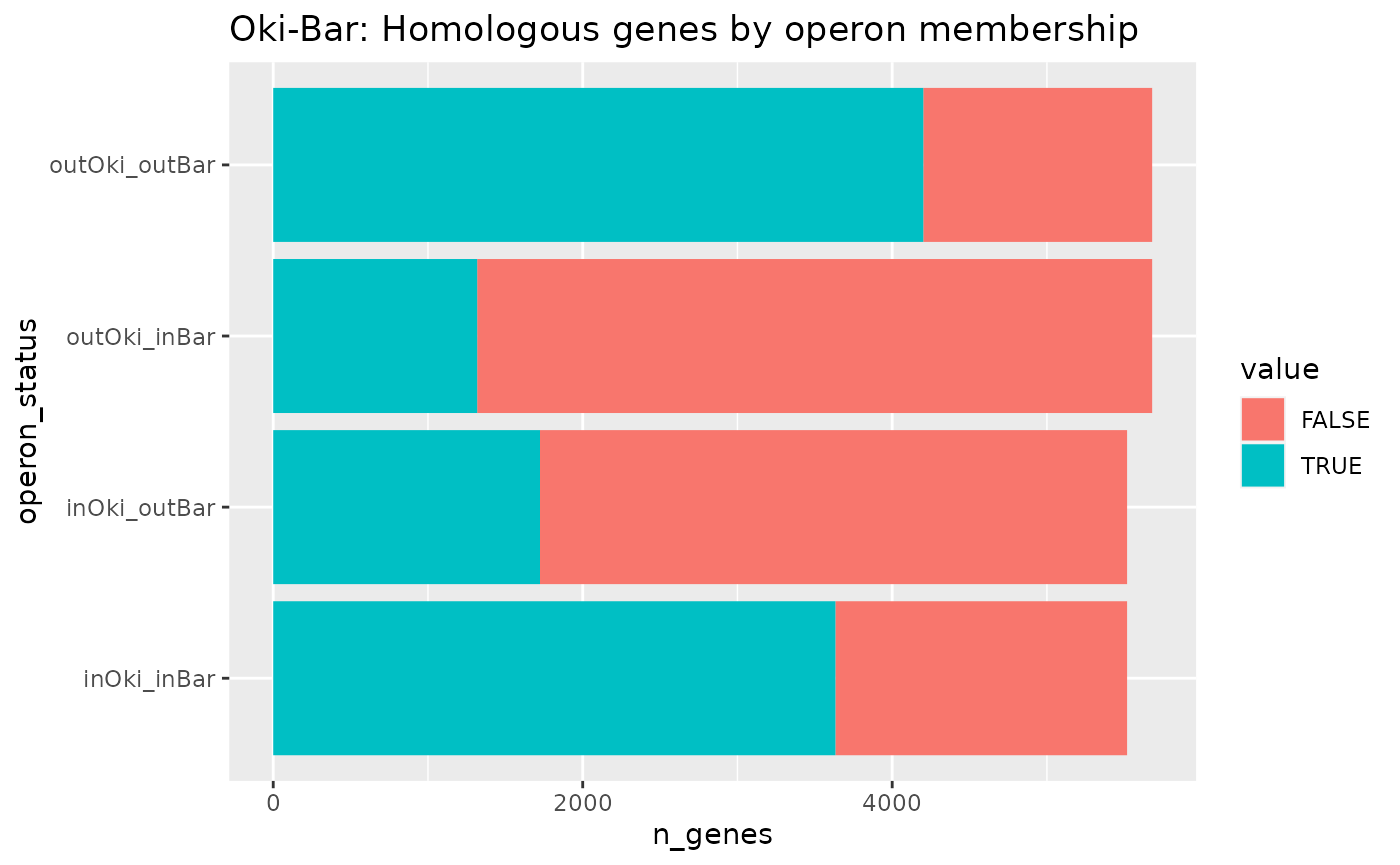 Oki-Bar: Homologous genes by operon membership
operon_status
outOki_outBar
outOki_inBar
inOki_outBar
inOki_inBar
0 2000 4000
n_genes
value
FALSE
TRUE